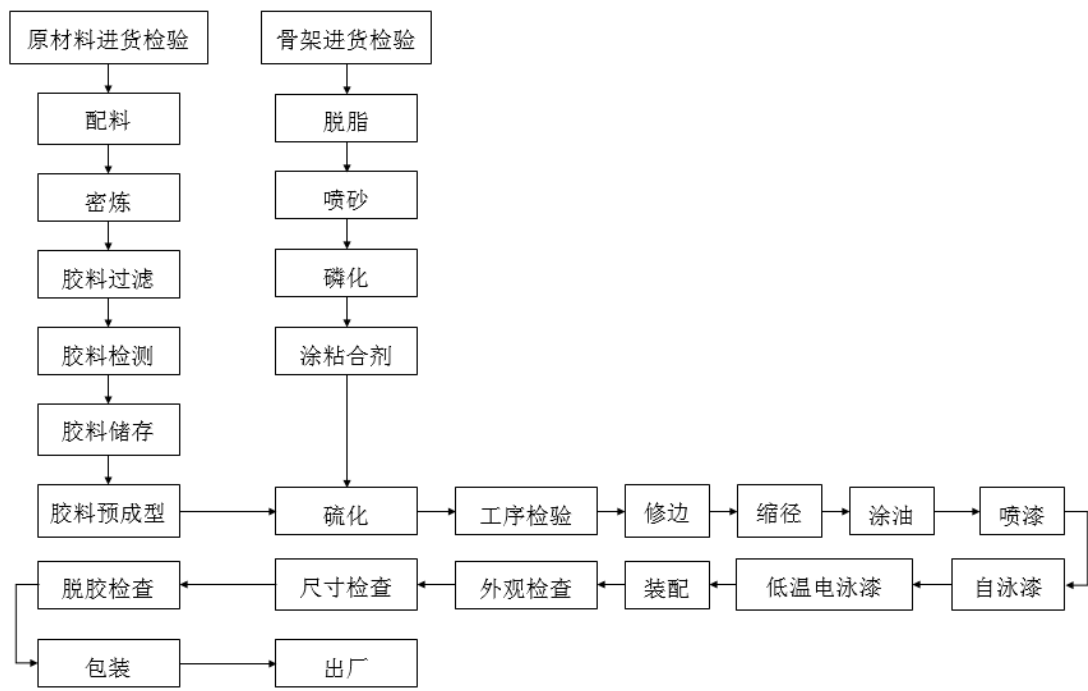 原材料进货检验
骨架进货检验
配料
脱脂
密炼
喷砂
胶料过滤
磷化
胶料检测
涂粘合剂
胶料储存
胶料预成型
硫化
工序检验
修边
缩径
涂油
喷漆
脱胶检查
尺寸检查
外观检查
装配
低温电泳漆
自泳漆
包装
出厂